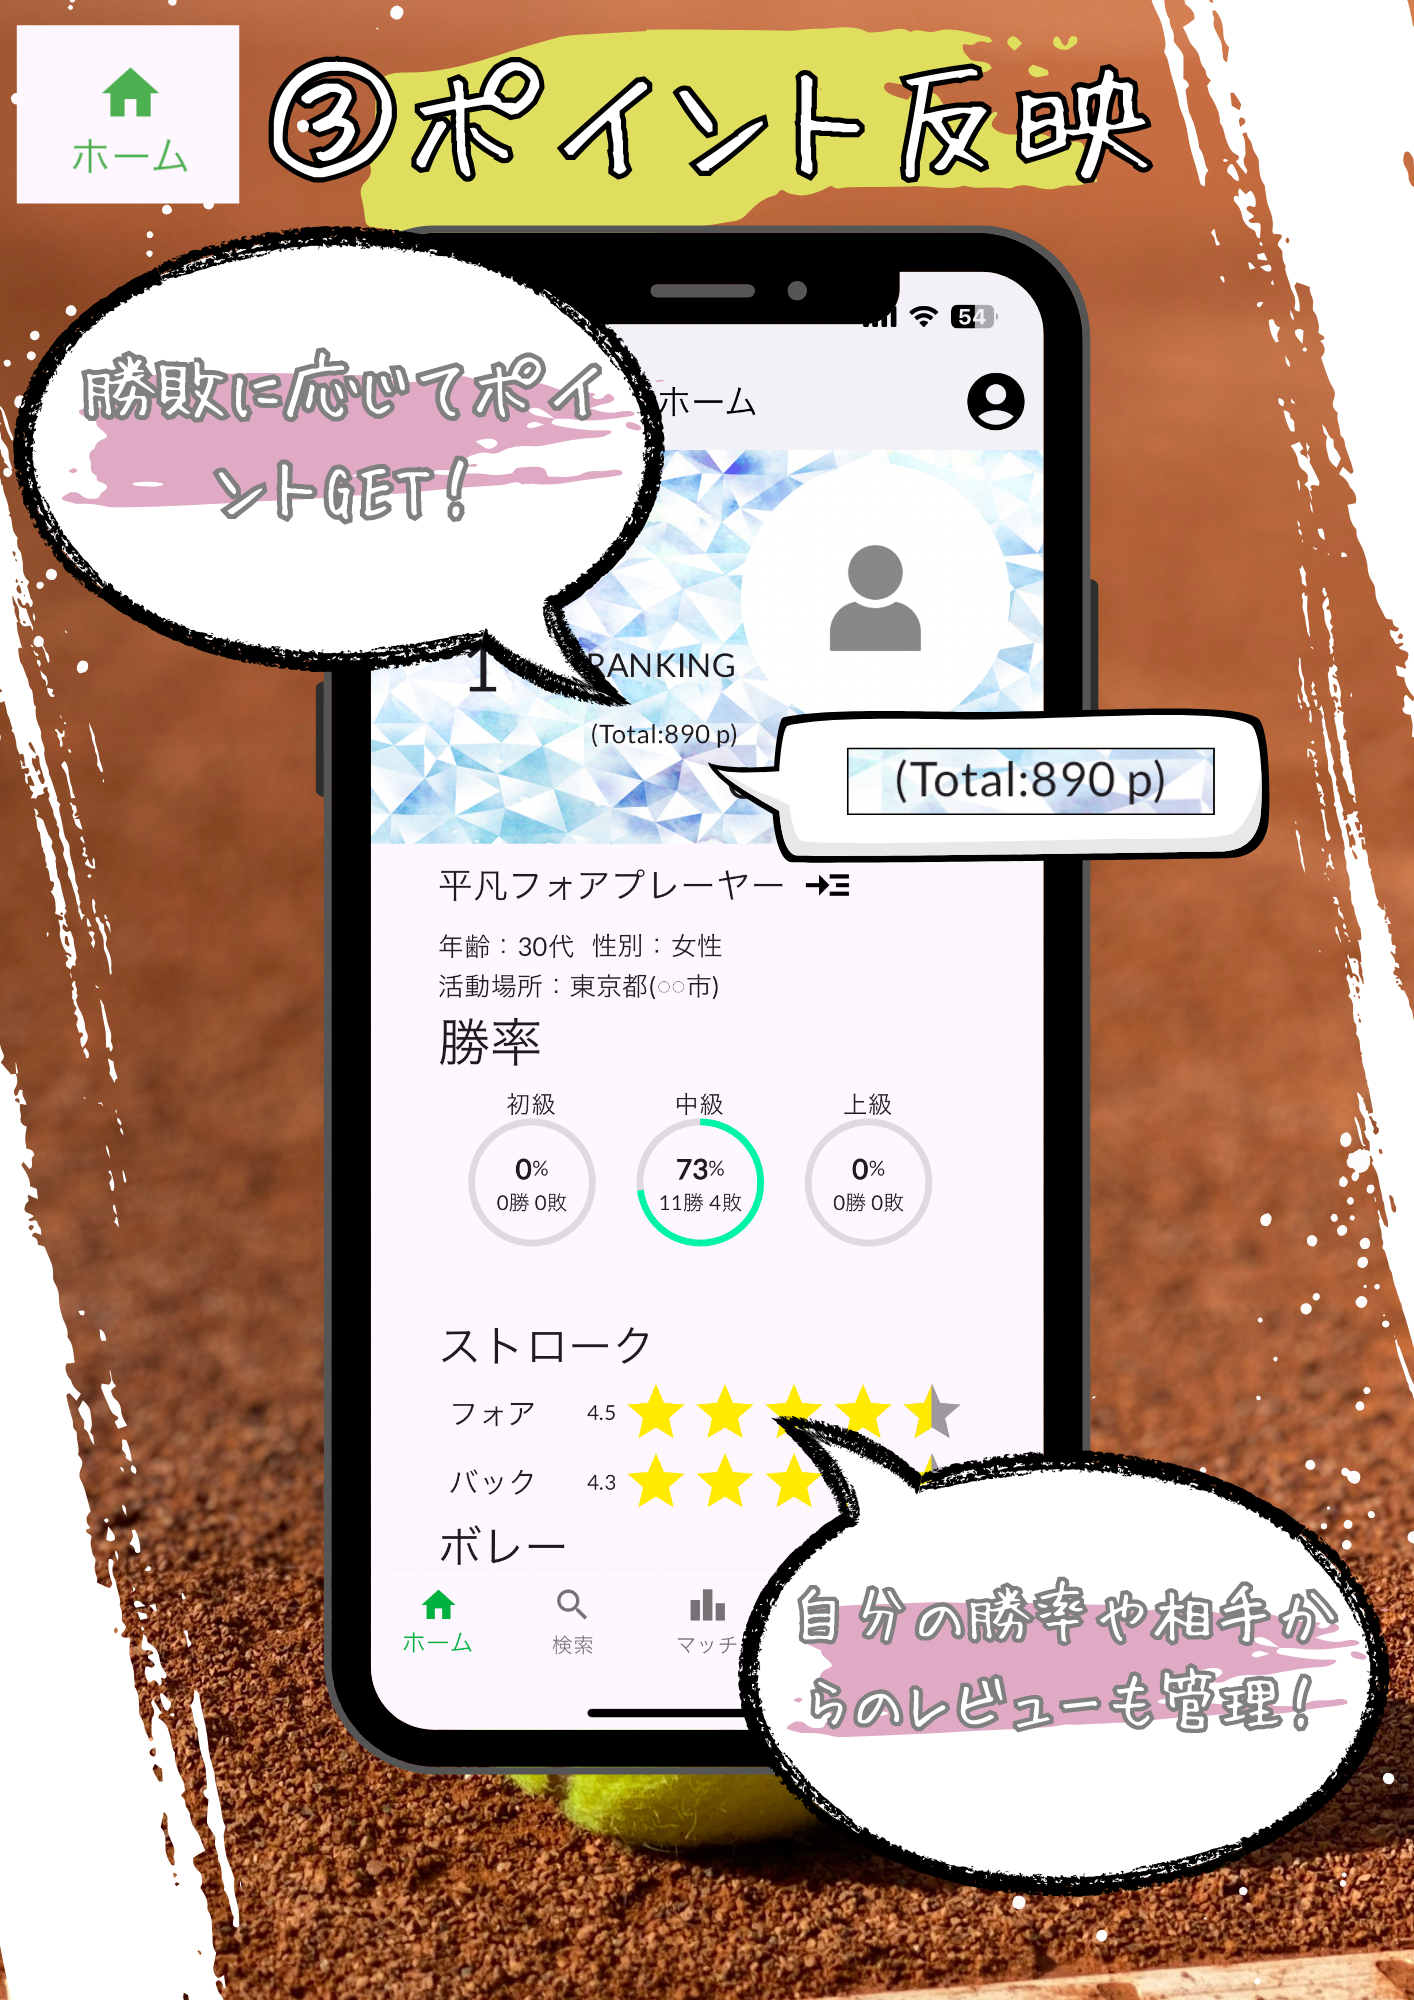 ホーム
③ポイント反映
54
勝敗に応じてポイ
ントGET!
ホーム
1 RANKING
(Total:890 p)
(Total:890 p)
平凡フォアプレーヤー
年齢：30代 性別：女性
活動場所：東京都(○○市)
勝率
初級 中級 上級
0% 73% 0%
0勝 0敗 11勝 4敗 0勝 0敗
ストローク
フォア 4.5
バック 4.3
ボレー
ホーム 検索 マッチ
自分の勝率や相手か
らのレビューも管理!